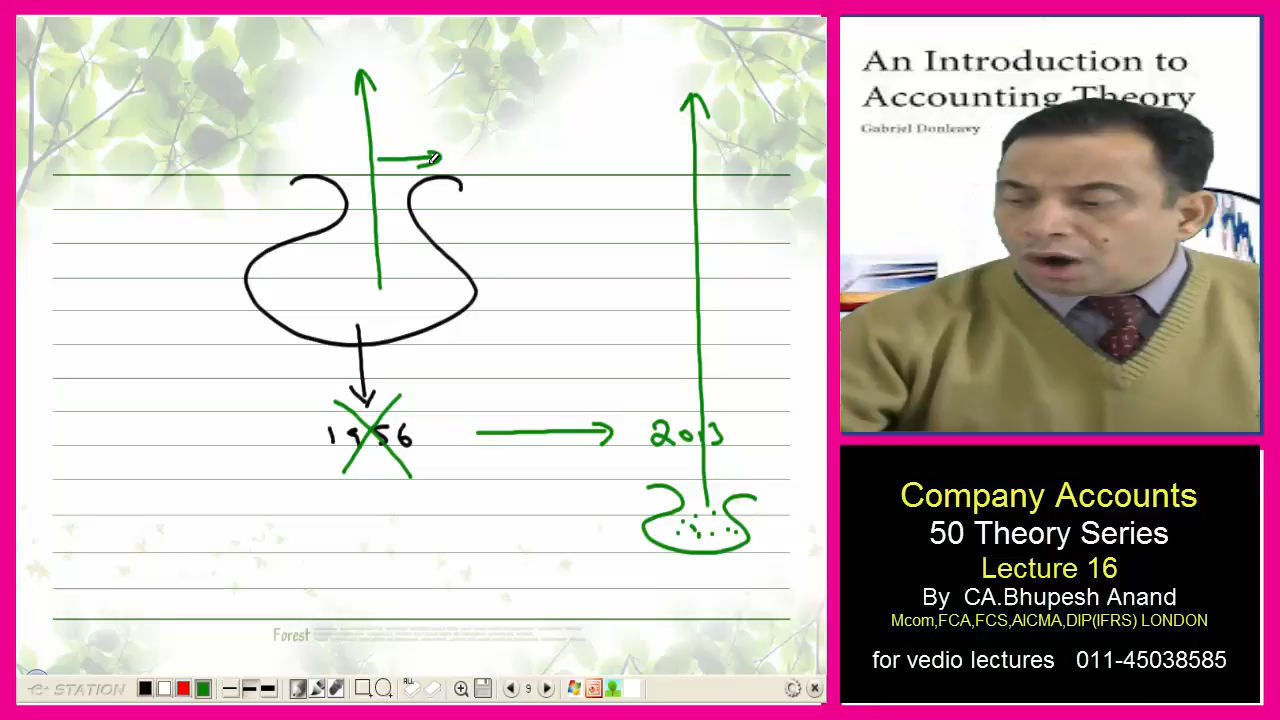 An Introduction to
Accounting Theory
Gabriel Donleavy
1956
2013
Forest
e-STATION
9
ALL
Company Accounts
50 Theory Series
Lecture 16
By CA.Bhupesh Anand
Mcom,FCA,FCS,AICMA,DIP(IFRS) LONDON
for vedio lectures 011-45038585